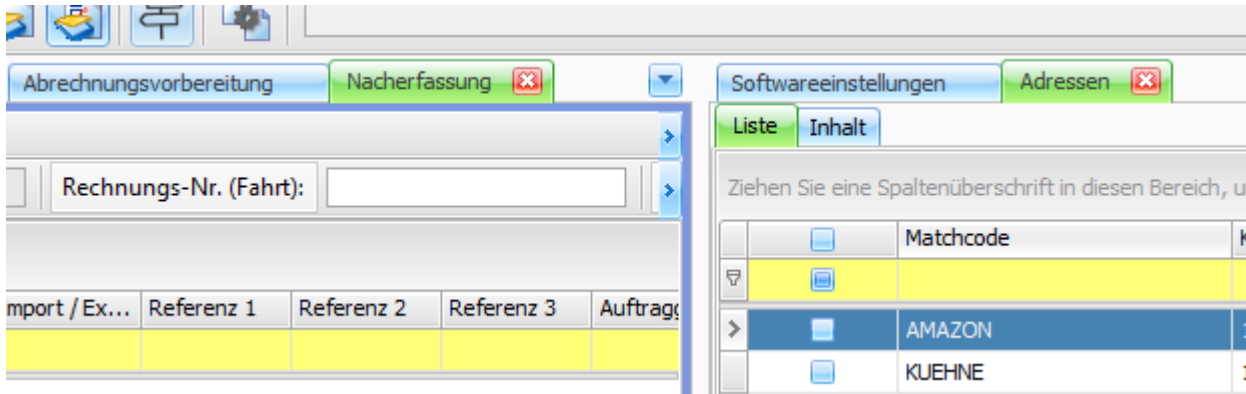 Abrechnungsvorbereitung Nacherfassung
Rechnungs-Nr. (Fahrt):
mport / Ex... Referenz 1 Referenz 2 Referenz 3 Auftragg
Softwareeinstellungen Adressen
Liste Inhalt
Ziehen Sie eine Spaltenüberschrift in diesen Bereich, u
Matchcode K
AMAZON
KUEHNE